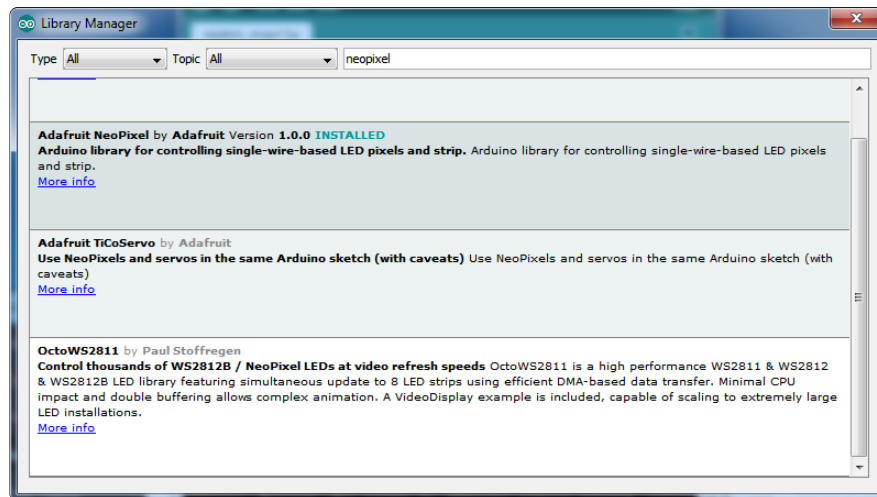 Library Manager
Type All Topic All neopixel
Adafruit NeoPixel by Adafruit Version 1.0.0 INSTALLED
Arduino library for controlling single-wire-based LED pixels and strip. Arduino library for controlling single-wire-based LED pixels
and strip.
More info
Adafruit TiCoServo by Adafruit
Use NeoPixels and servos in the same Arduino sketch (with caveats) Use NeoPixels and servos in the same Arduino sketch (with
caveats)
More info
OctoWS2811 by Paul Stoffregen
Control thousands of WS2812B / NeoPixel LEDs at video refresh speeds OctoWS2811 is a high performance WS2811 & WS2812
& WS2812B LED library featuring simultaneous update to 8 LED strips using efficient DMA-based data transfer. Minimal CPU
impact and double buffering allows complex animation. A VideoDisplay example is included, capable of scaling to extremely large
LED installations.
More info